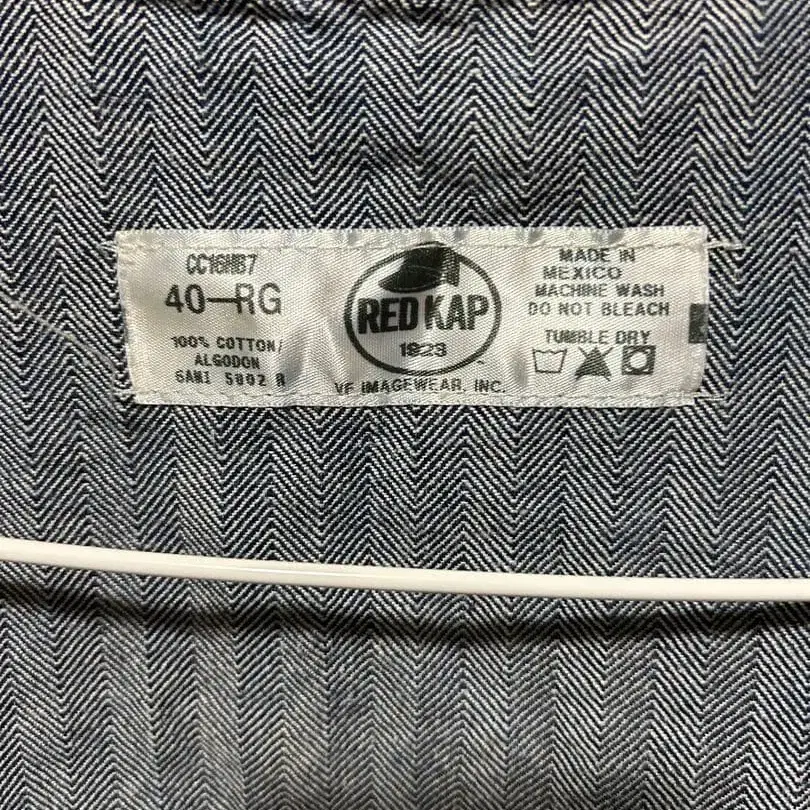 CC16HB7
40-RG
100% COTTON/
ALGODON
RED KAP
1923
VF IMAGEWEAR, INC.
MADE IN
MEXICO
MACHINE WASH
DO NOT BLEACH
TUMBLE DRY